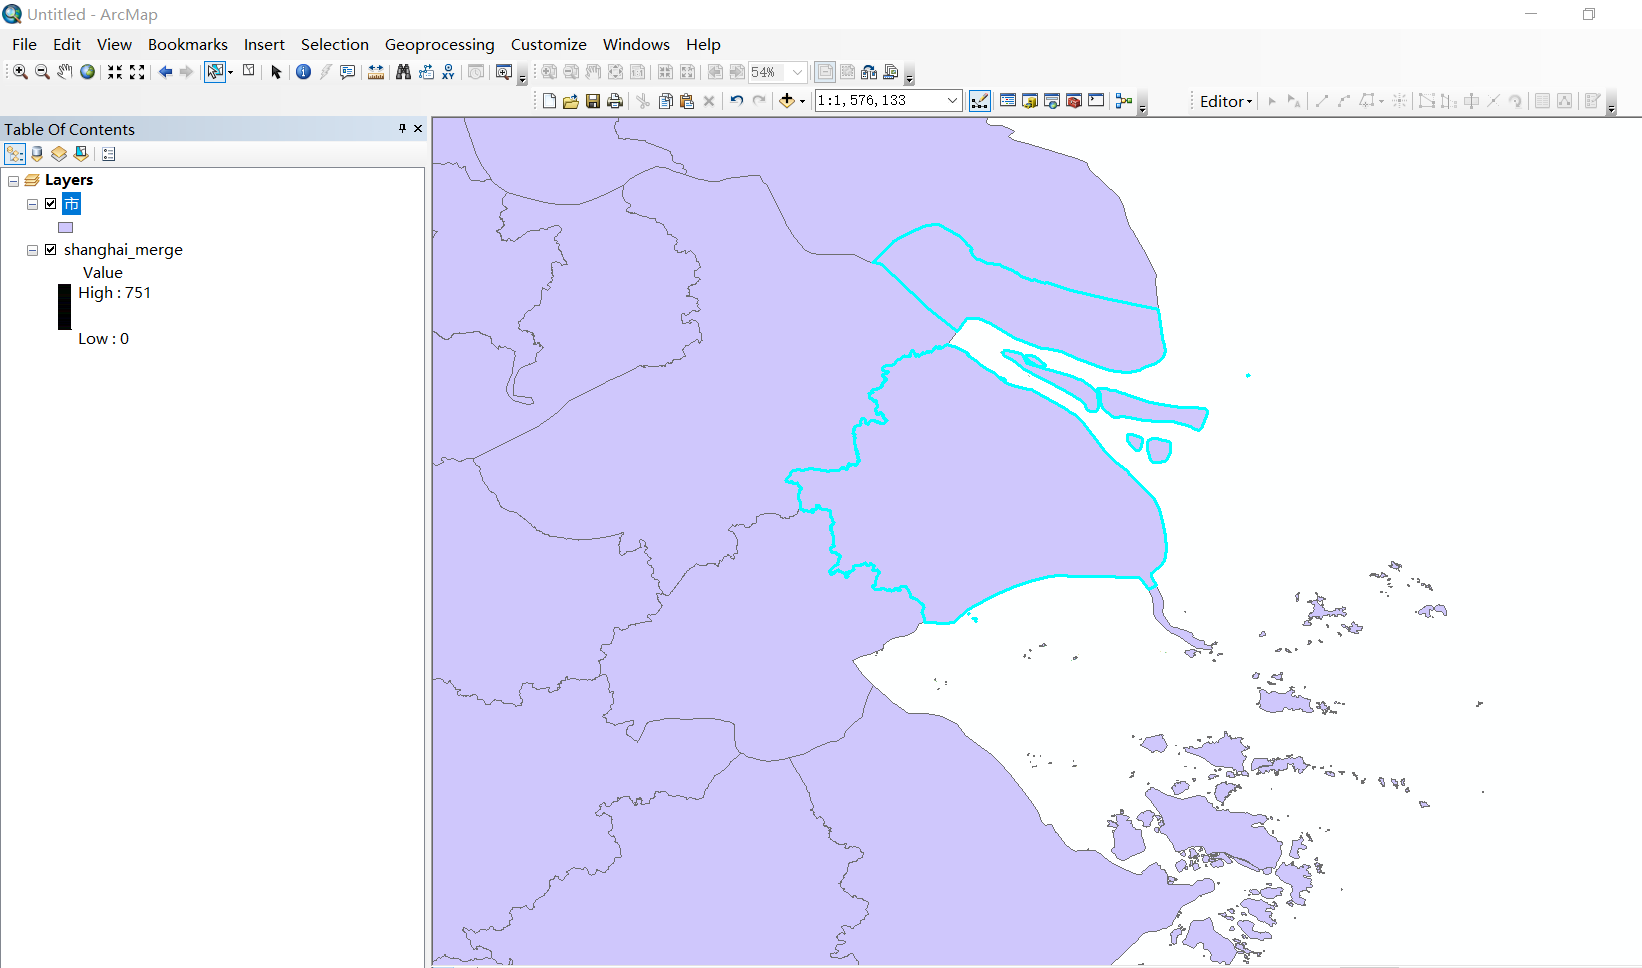 Untitled - ArcMap
File Edit View Bookmarks Insert Selection Geoprocessing Customize Windows Help
54%
1:1,576,133
Editor
Table Of Contents
Layers
市
shanghai_merge
Value
High : 751
Low : 0